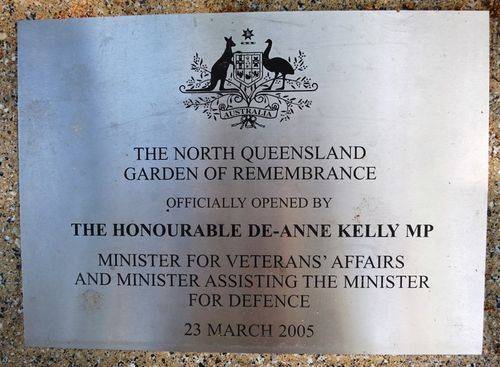 AUSTRALIA
THE NORTH QUEENSLAND
GARDEN OF REMEMBRANCE
OFFICIALLY OPENED BY
THE HONOURABLE DE-ANNE KELLY MP
MINISTER FOR VETERANS' AFFAIRS
AND MINISTER ASSISTING THE MINISTER
FOR DEFENCE
23 MARCH 2005